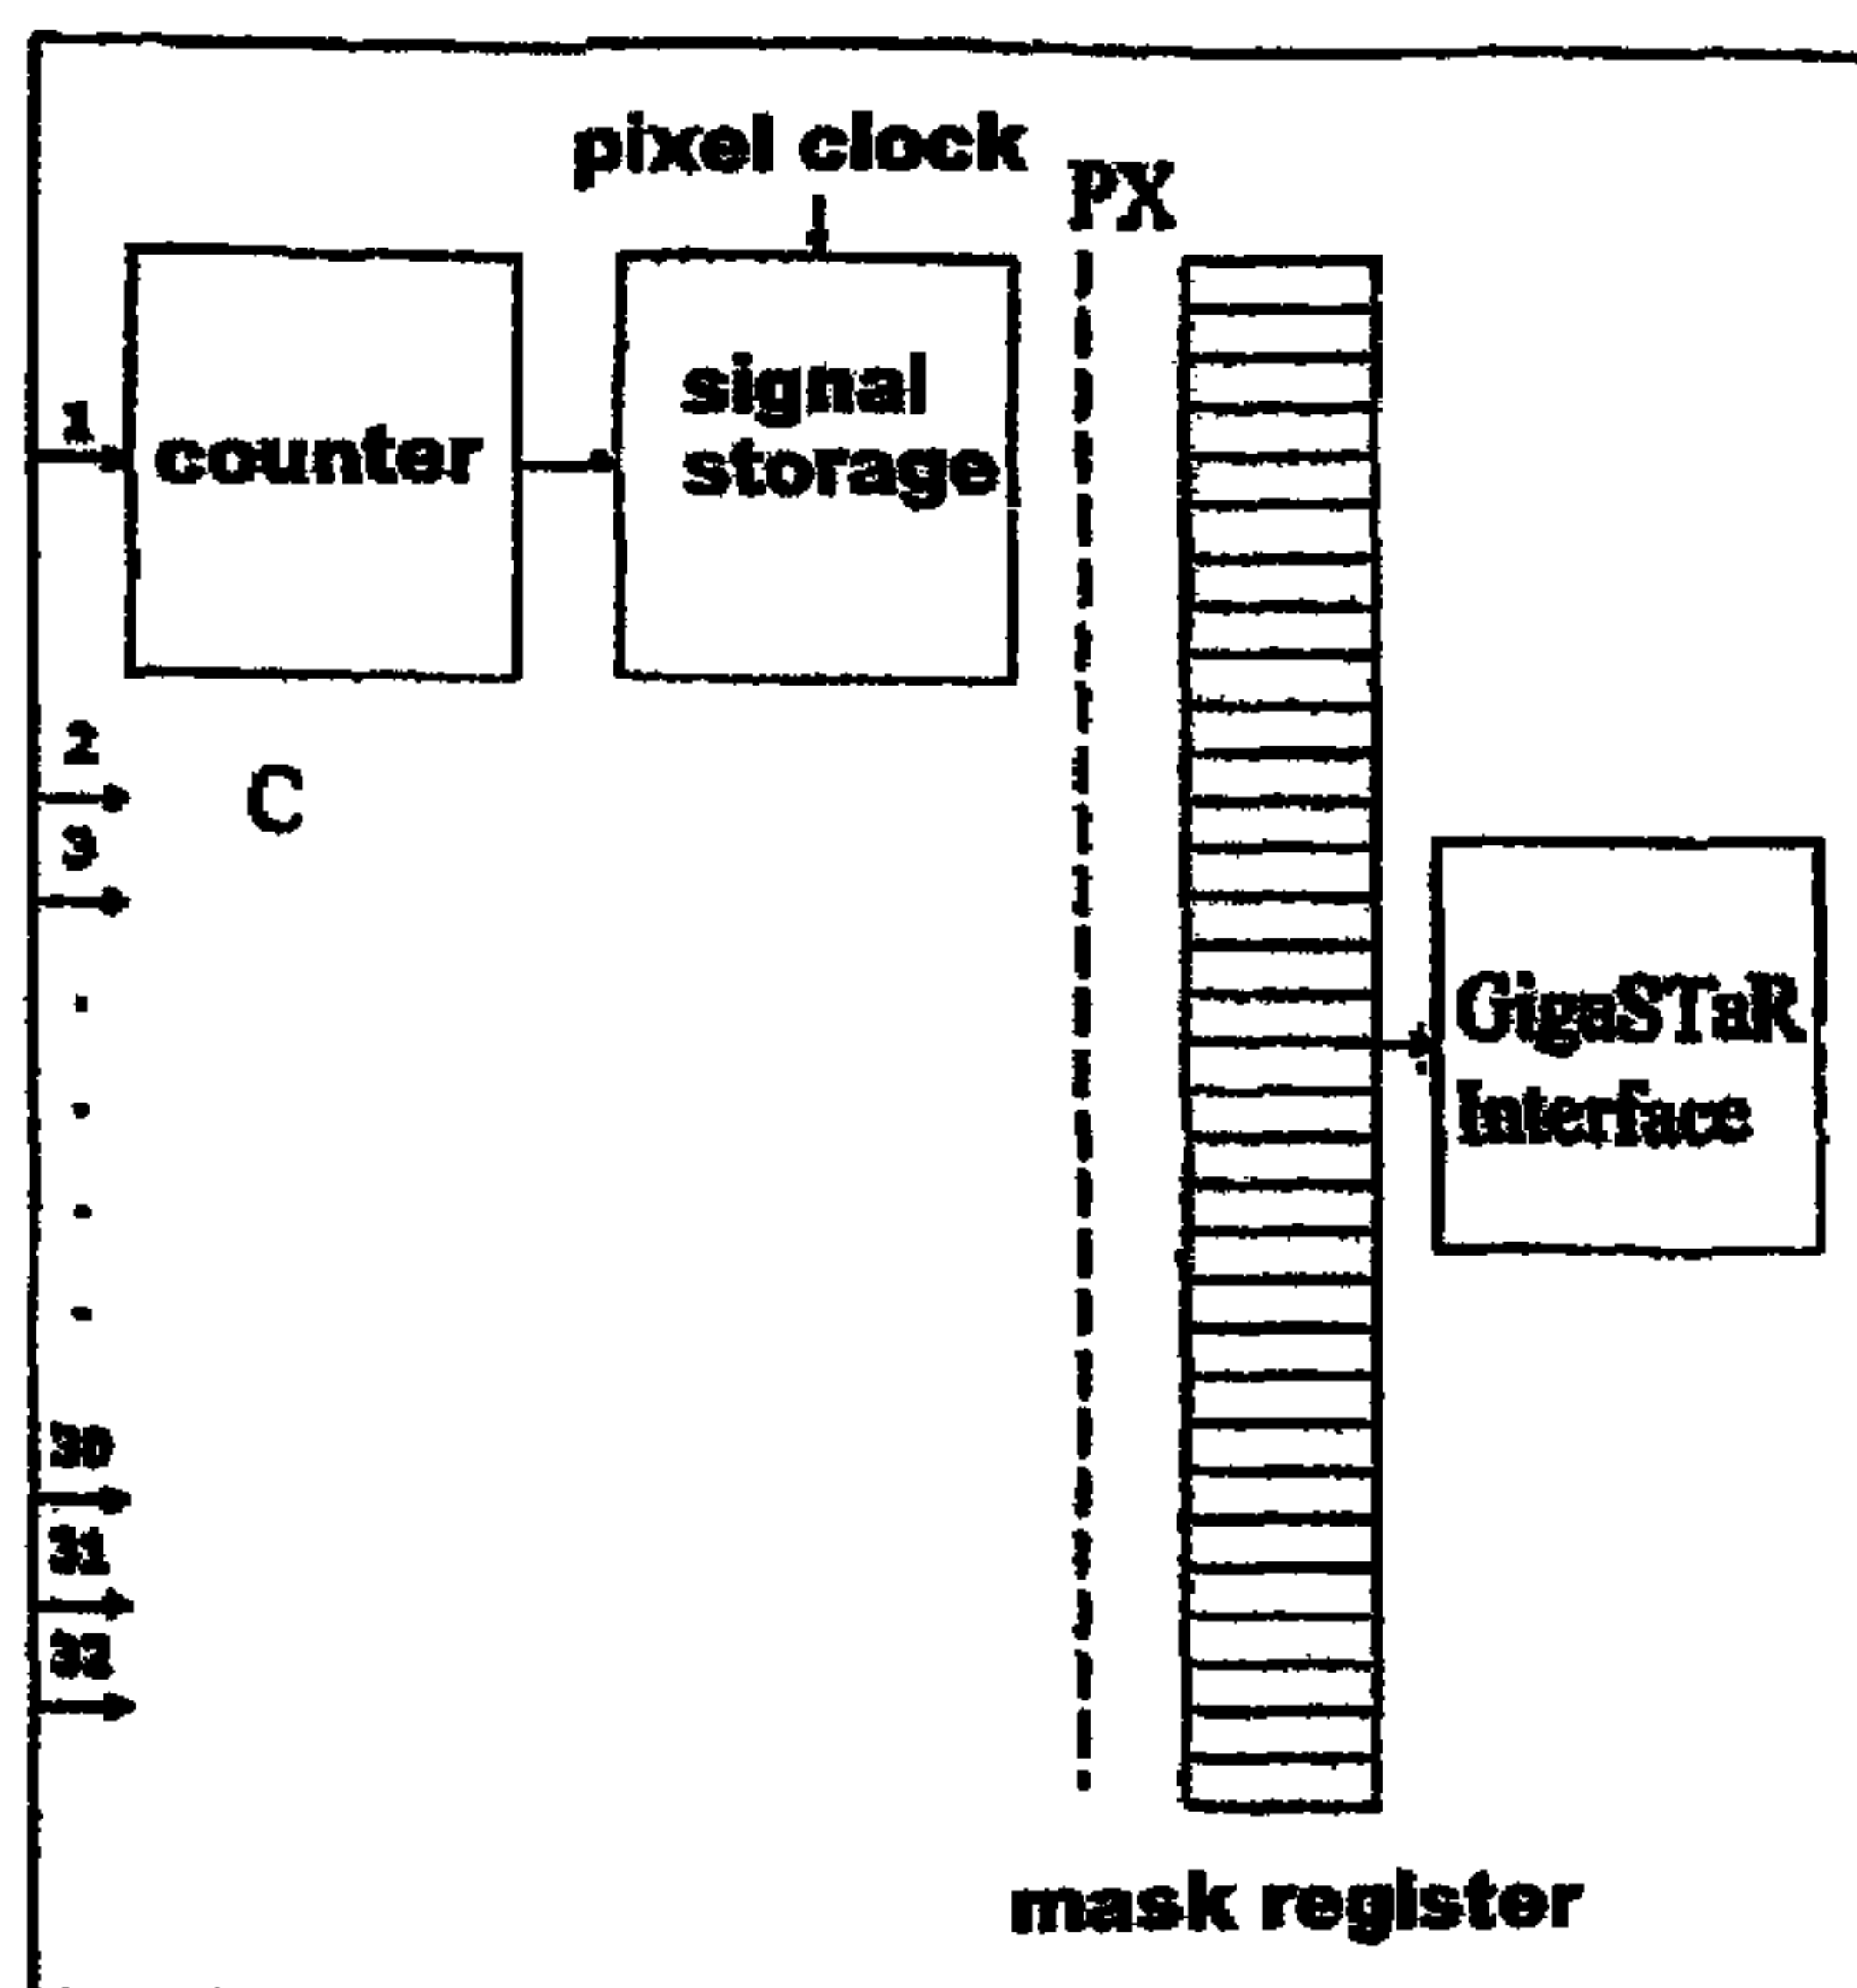 pixel clock
PX
1
counter
signal
storage
2
C
3
GigaSTaR
Interface
30
31
32
mask register